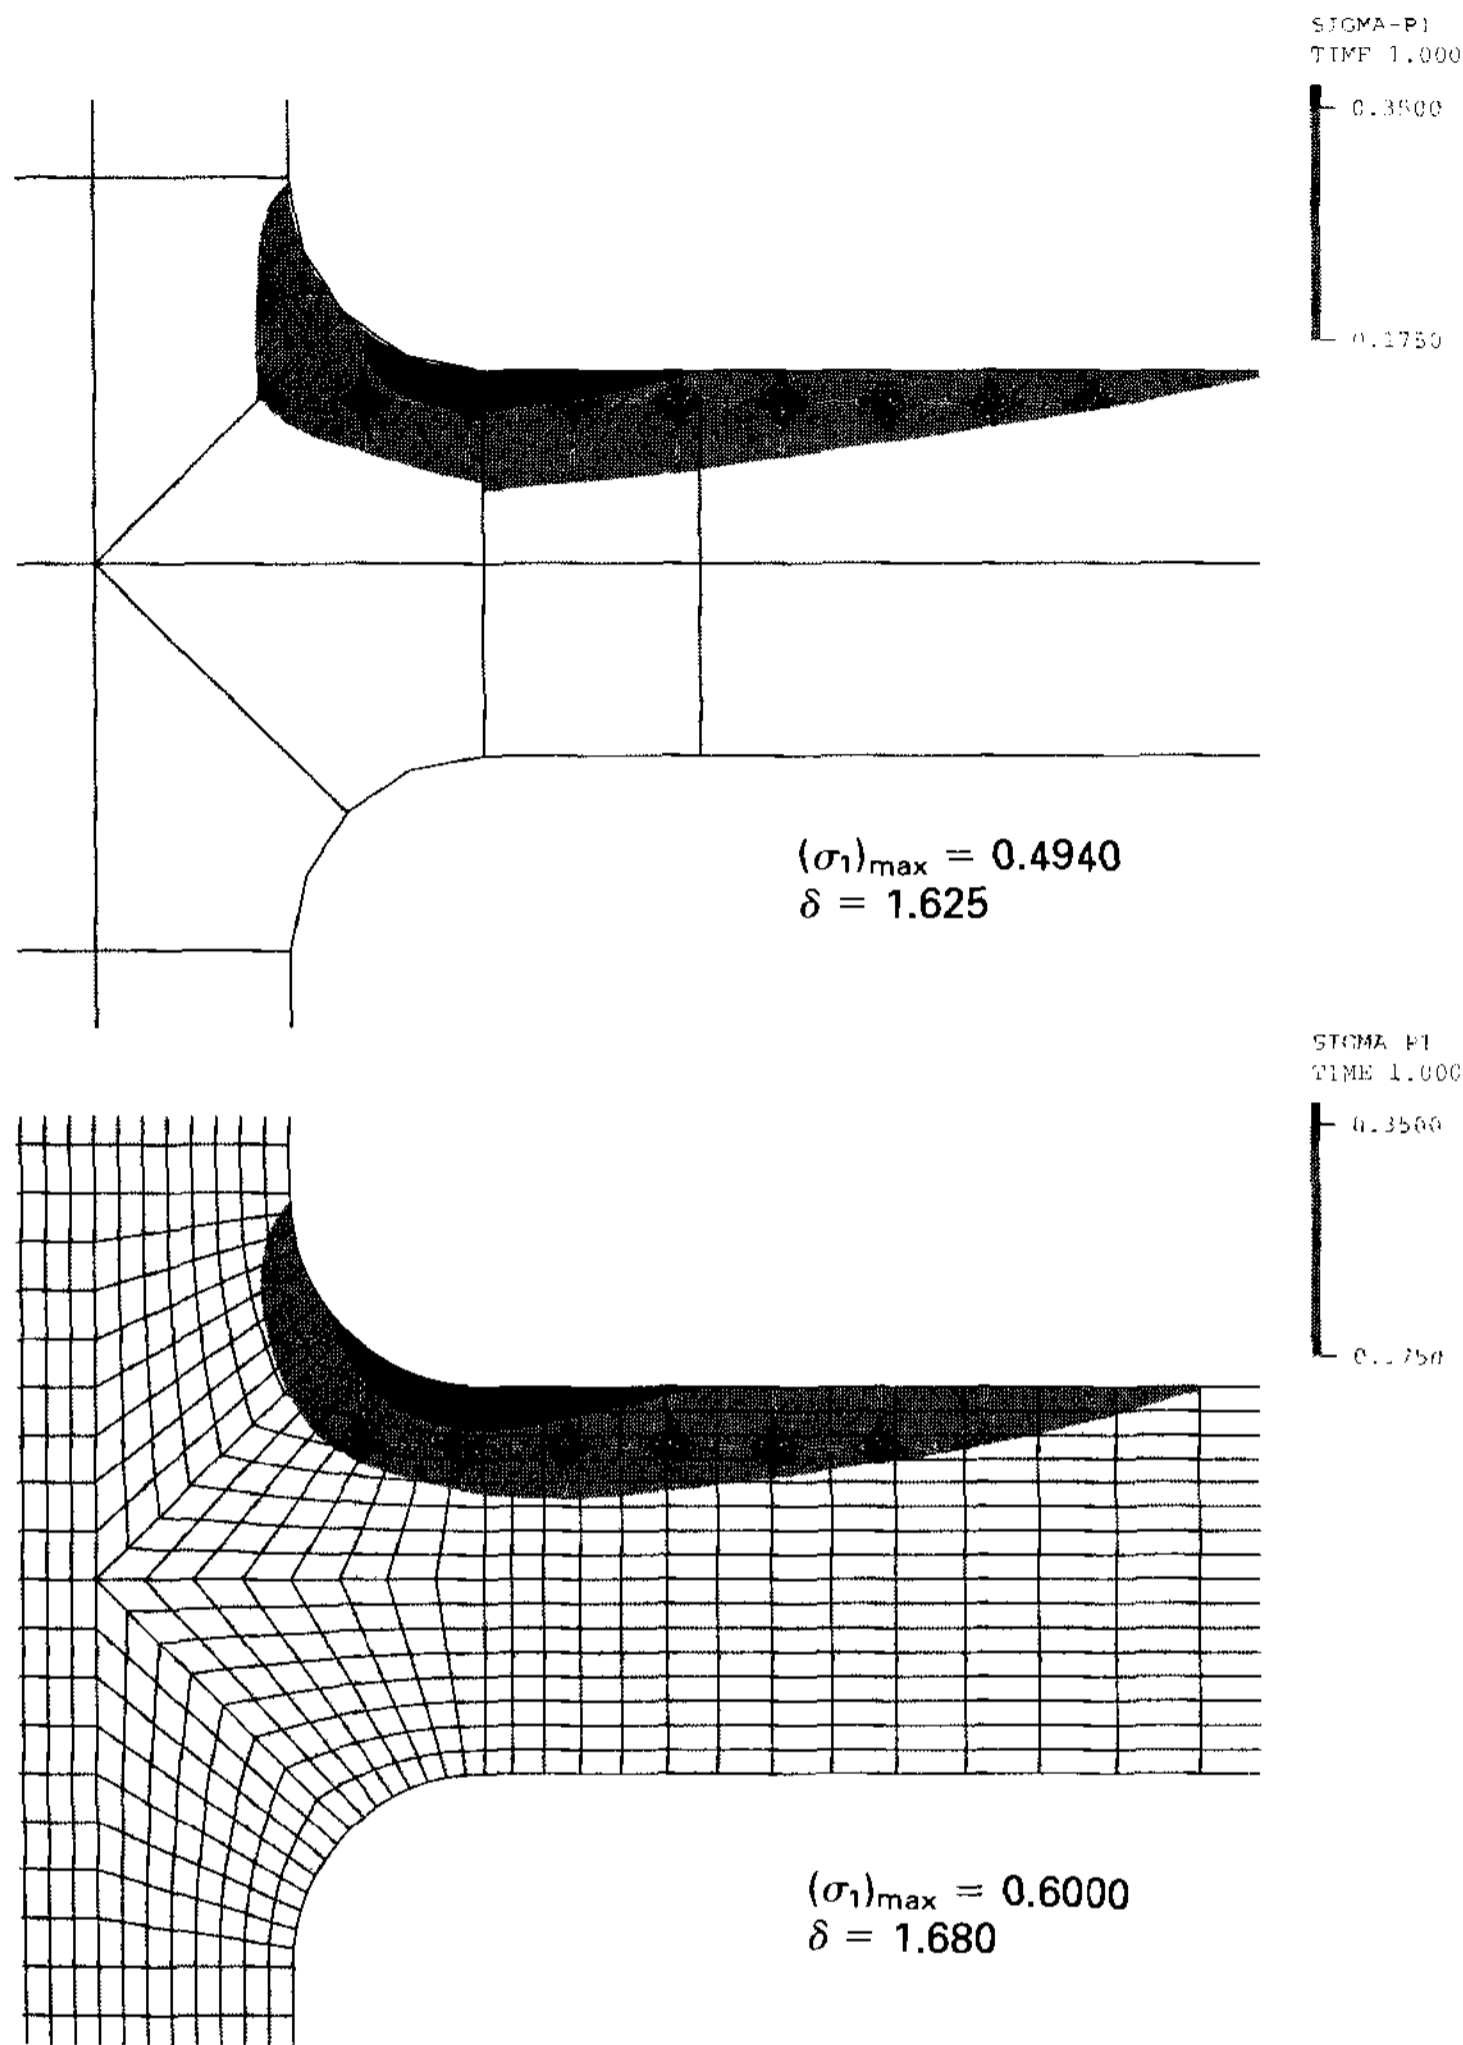 SIGMA-P1
TIME 1.000
0.3500
0.1750
(σ₁)max = 0.4940
δ = 1.625
SIGMA P1
TIME 1.000
0.3500
(σ₁)max = 0.6000
δ = 1.680